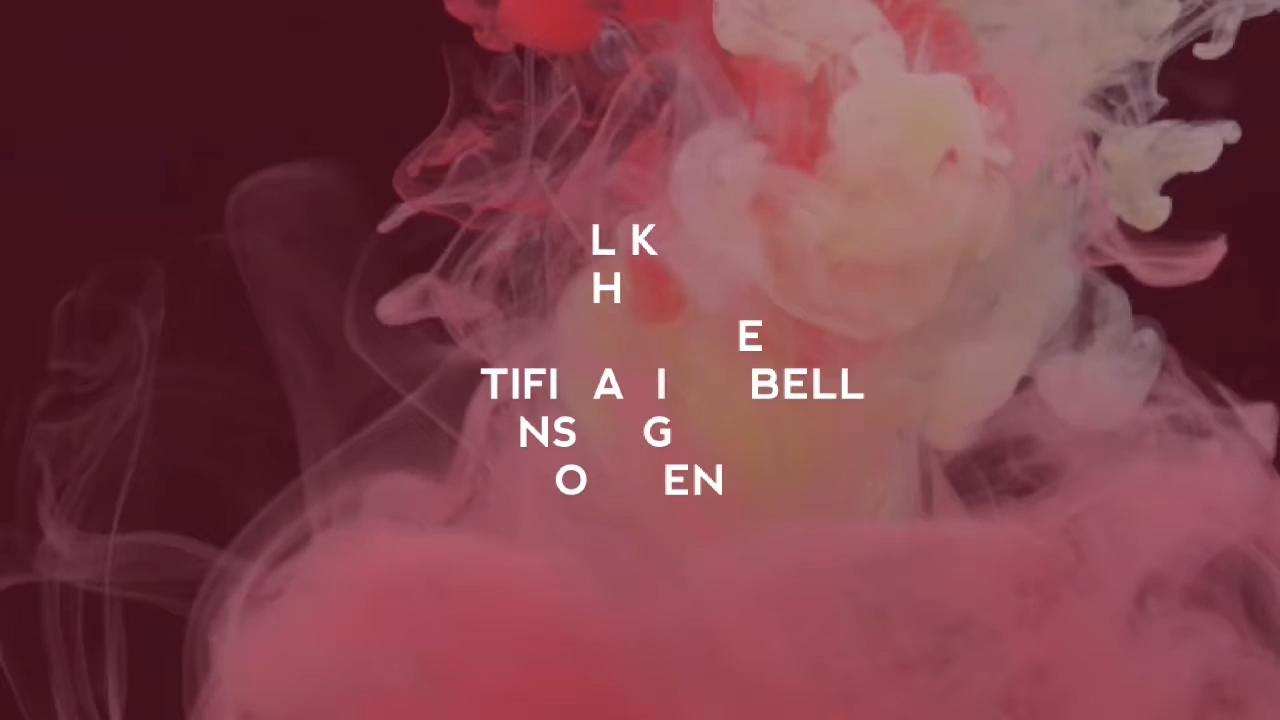 L K
H
E
TIFI A I BELL
NS G
O EN